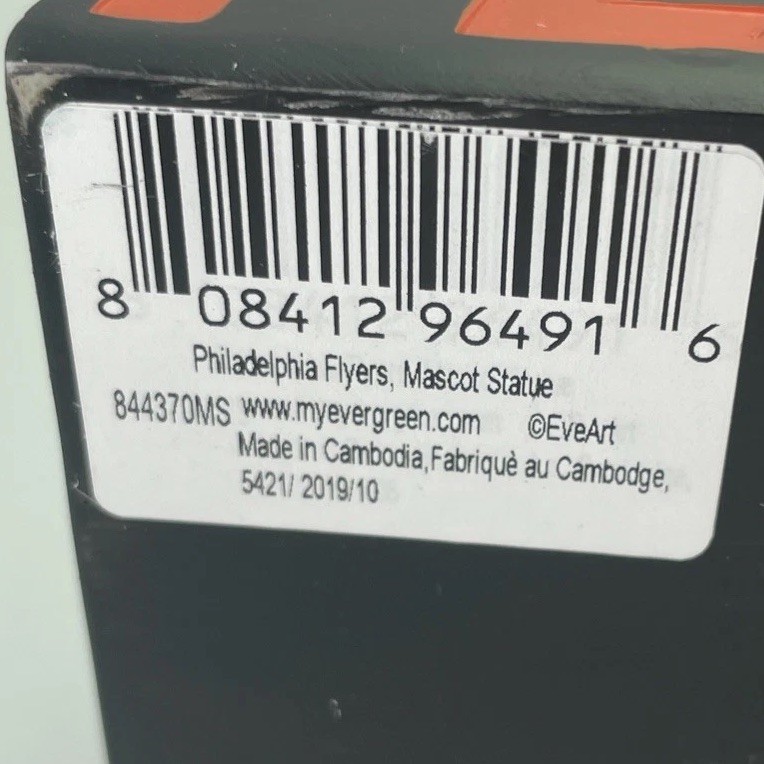 8 08412 96491 6
Philadelphia Flyers, Mascot Statue
844370MS www.myevergreen.com ©EveArt
Made in Cambodia,Fabriquè au Cambodge,
5421/ 2019/10